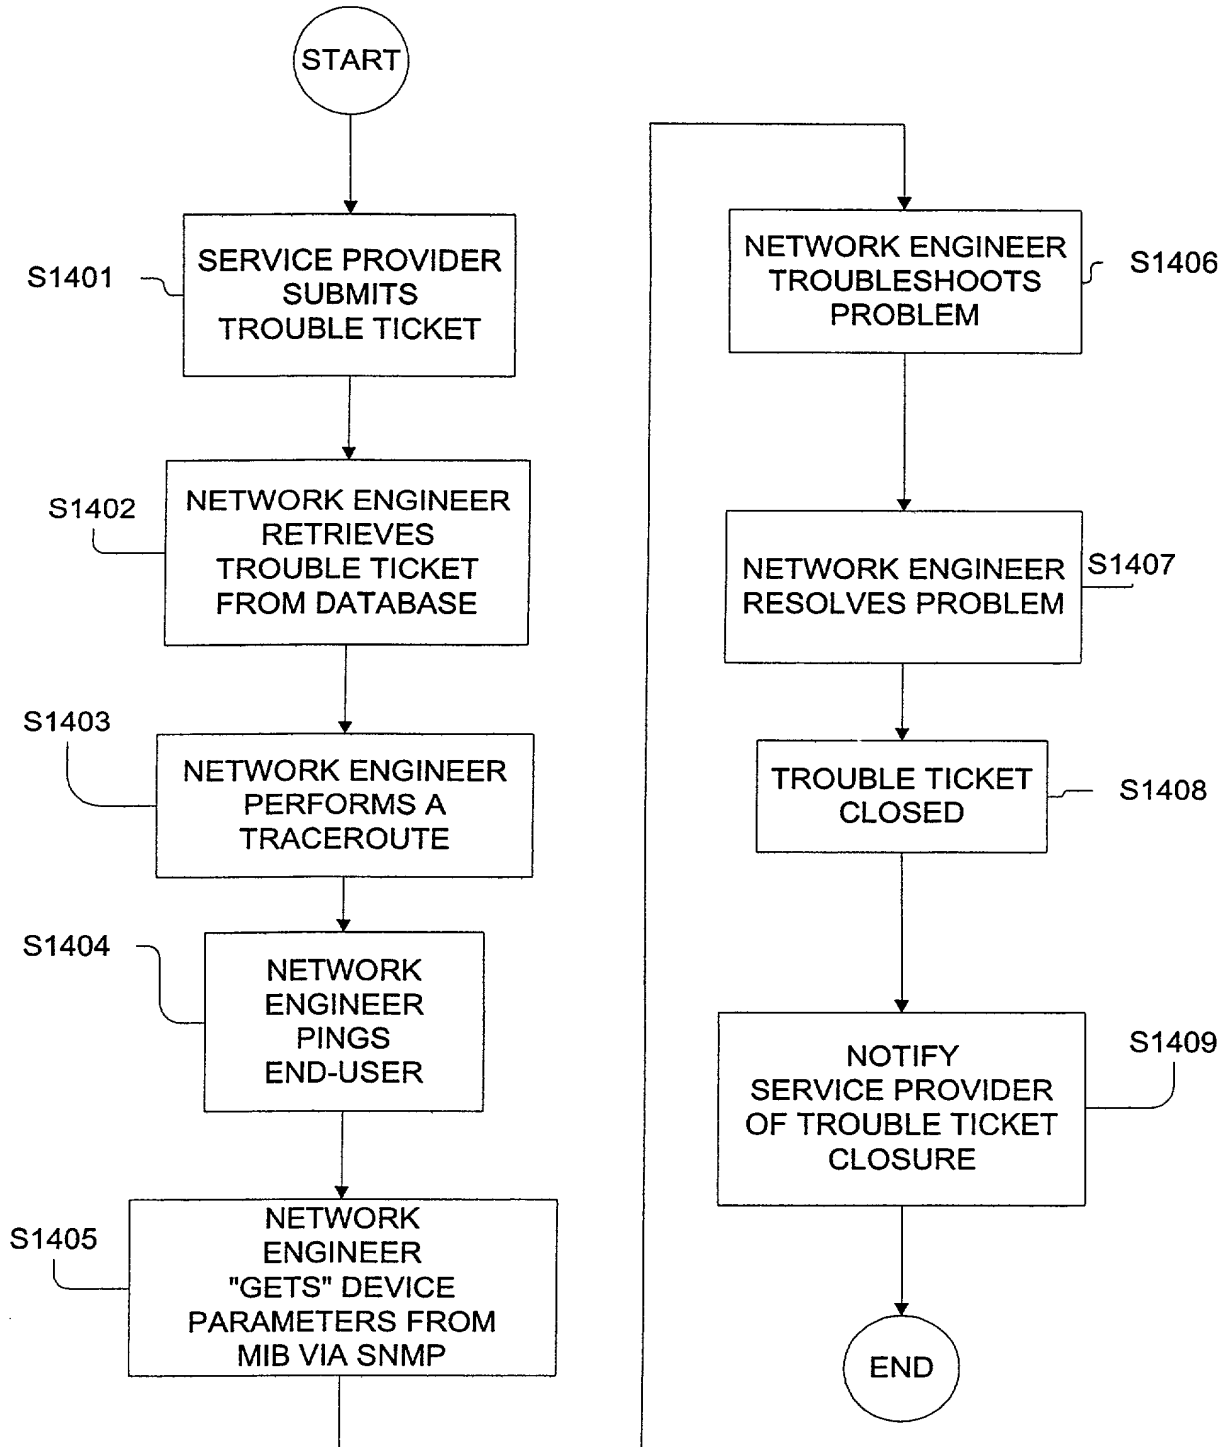 START
S1401
SERVICE PROVIDER
SUBMITS
TROUBLE TICKET
S1402
NETWORK ENGINEER
RETRIEVES
TROUBLE TICKET
FROM DATABASE
S1403
NETWORK ENGINEER
PERFORMS A
TRACEROUTE
S1404
NETWORK
ENGINEER
PINGS
END-USER
S1405
NETWORK
ENGINEER
"GETS" DEVICE
PARAMETERS FROM
MIB VIA SNMP
NETWORK ENGINEER
TROUBLESHOOTS
PROBLEM
S1406
NETWORK ENGINEER
RESOLVES PROBLEM
S1407
TROUBLE TICKET
CLOSED
S1408
NOTIFY
SERVICE PROVIDER
OF TROUBLE TICKET
CLOSURE
S1409
END